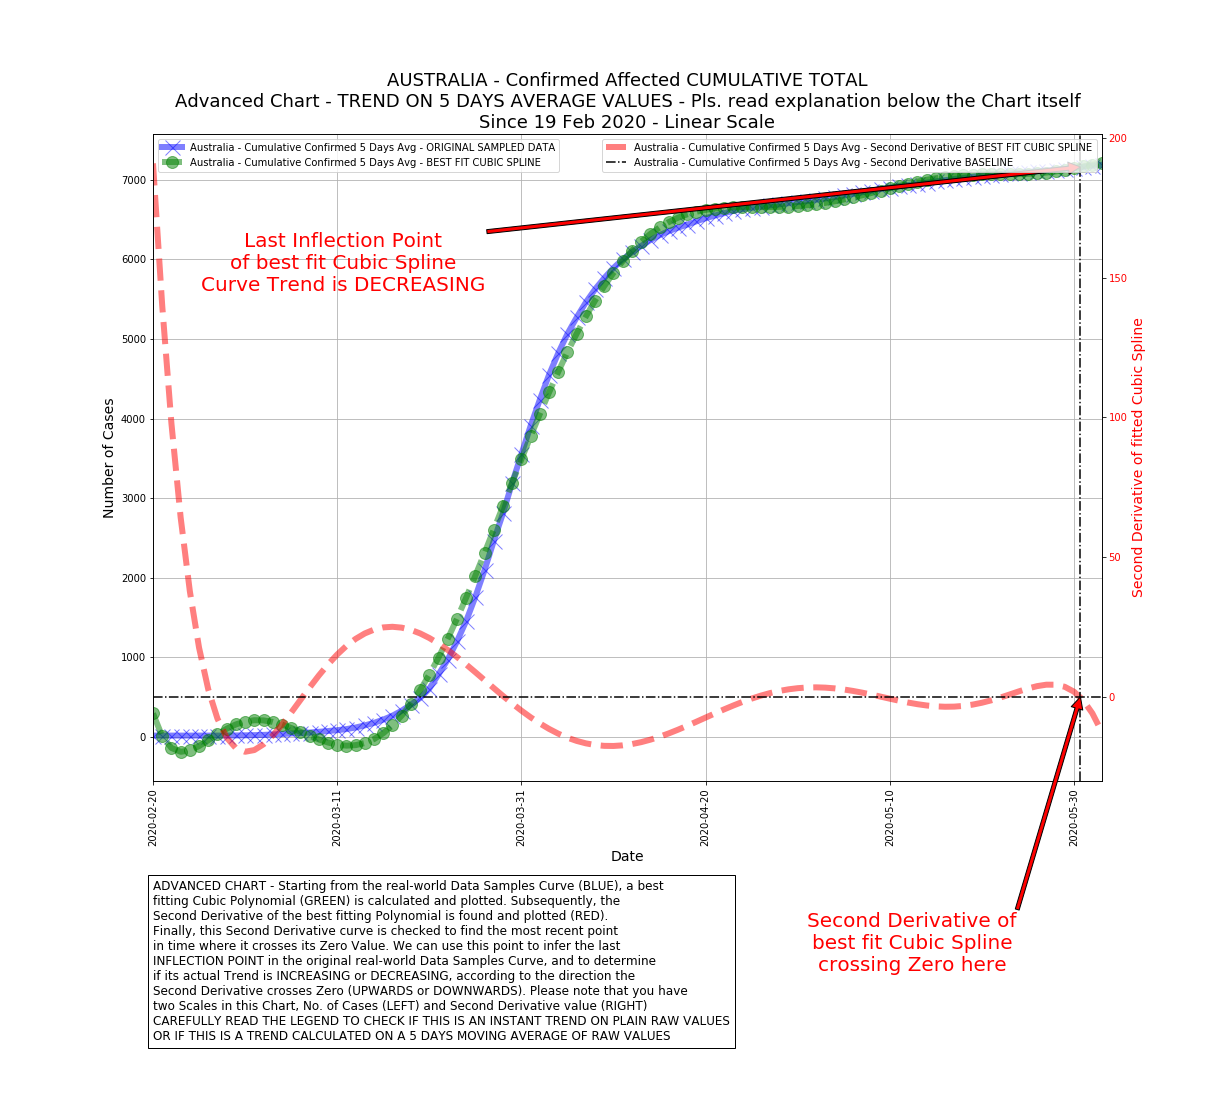 AUSTRALIA - Confirmed Affected CUMULATIVE TOTAL
Advanced Chart - TREND ON 5 DAYS AVERAGE VALUES - Pls. read explanation below the Chart itself
Since 19 Feb 2020 - Linear Scale
Australia - Cumulative Confirmed 5 Days Avg - ORIGINAL SAMPLED DATA
Australia - Cumulative Confirmed 5 Days Avg - BEST FIT CUBIC SPLINE
Australia - Cumulative Confirmed 5 Days Avg - Second Derivative of BEST FIT CUBIC SPLINE
Australia - Cumulative Confirmed 5 Days Avg - Second Derivative BASELINE
Last Inflection Point
of best fit Cubic Spline
Curve Trend is DECREASING
Number of Cases
7000
6000
5000
4000
3000
2000
1000
0
200
150
100
50
0
Second Derivative of fitted Cubic Spline
2020-02-20
2020-03-11
2020-03-31
2020-04-20
2020-05-10
2020-05-30
Date
ADVANCED CHART - Starting from the real-world Data Samples Curve (BLUE), a best
fitting Cubic Polynomial (GREEN) is calculated and plotted. Subsequently, the
Second Derivative of the best fitting Polynomial is found and plotted (RED).
Finally, this Second Derivative curve is checked to find the most recent point
in time where it crosses its Zero Value. We can use this point to infer the last
INFLECTION POINT in the original real-world Data Samples Curve, and to determine
if its actual Trend is INCREASING or DECREASING, according to the direction the
Second Derivative crosses Zero (UPWARDS or DOWNWARDS). Please note that you have
two Scales in this Chart, No. of Cases (LEFT) and Second Derivative value (RIGHT)
CAREFULLY READ THE LEGEND TO CHECK IF THIS IS AN INSTANT TREND ON PLAIN RAW VALUES
OR IF THIS IS A TREND CALCULATED ON A 5 DAYS MOVING AVERAGE OF RAW VALUES
Second Derivative of
best fit Cubic Spline
crossing Zero here